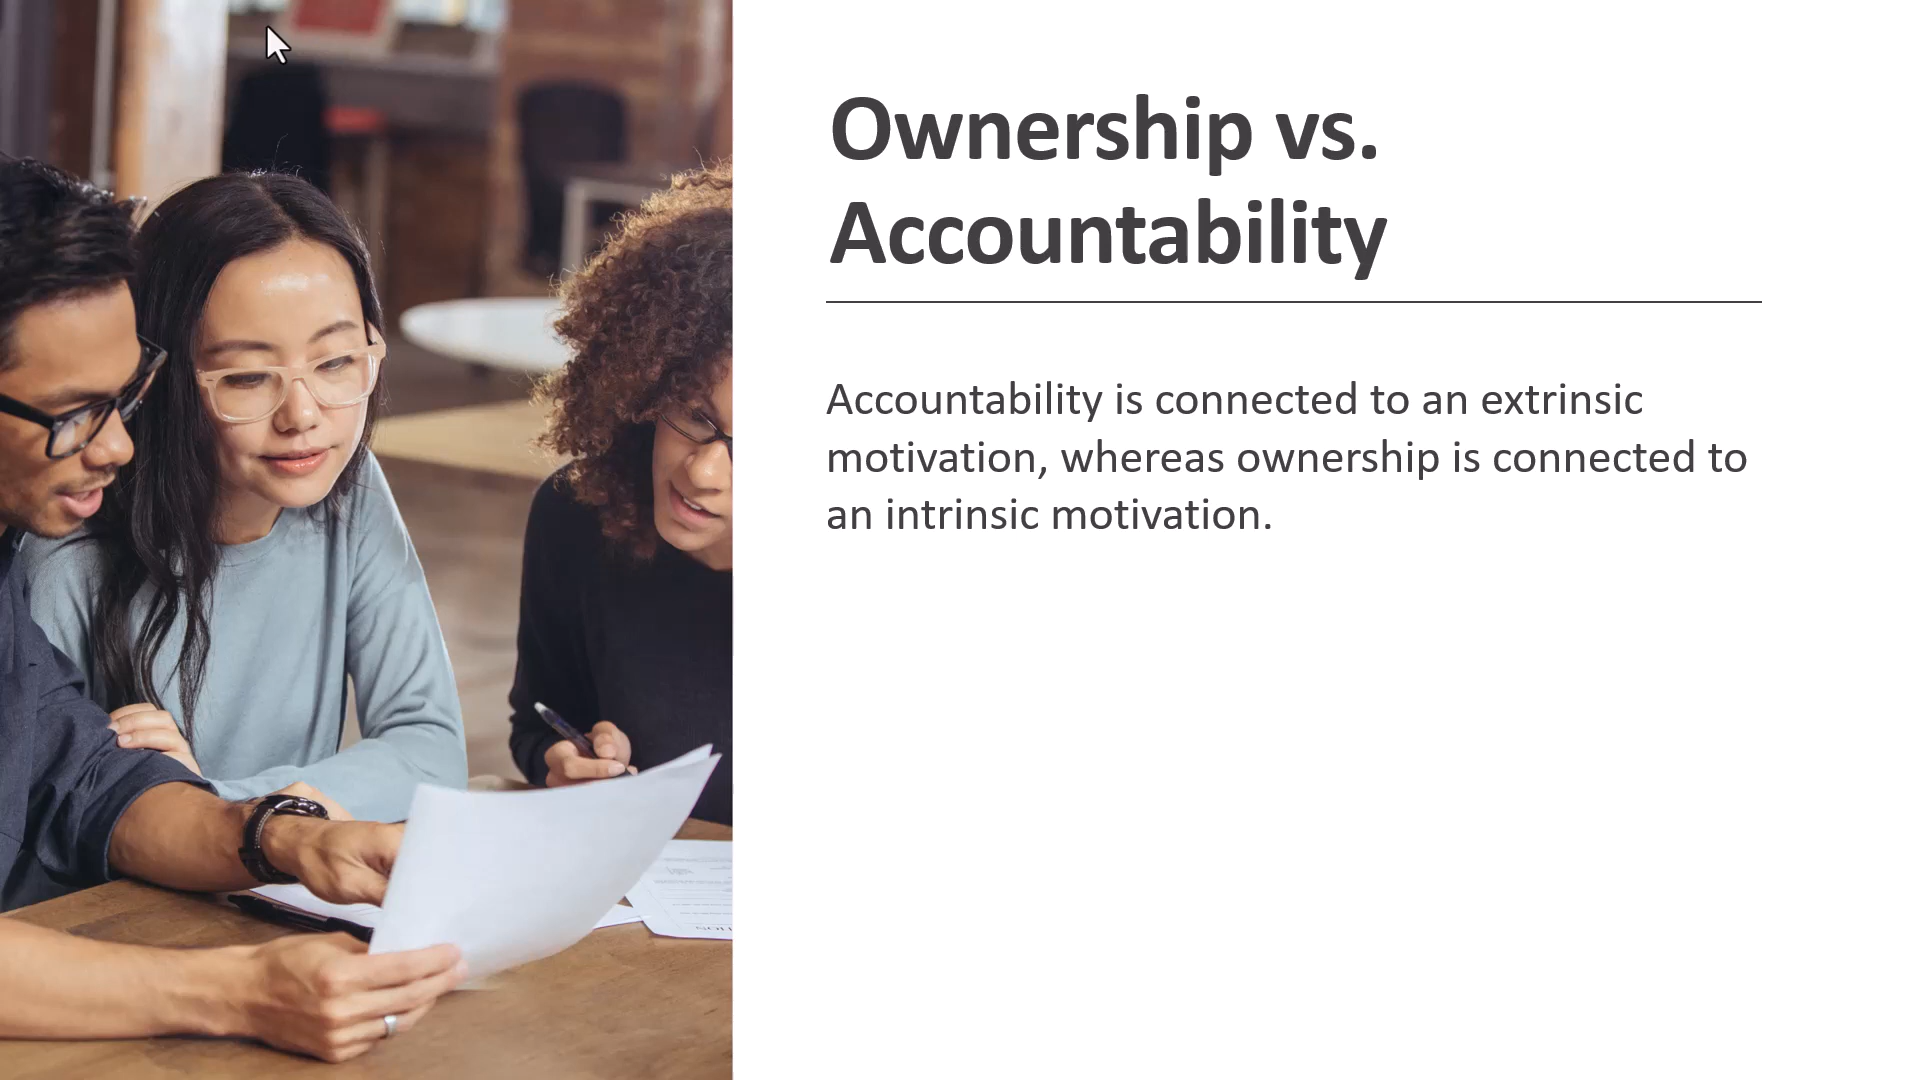 Ownership vs.
Accountability
Accountability is connected to an extrinsic
motivation, whereas ownership is connected to
an intrinsic motivation.